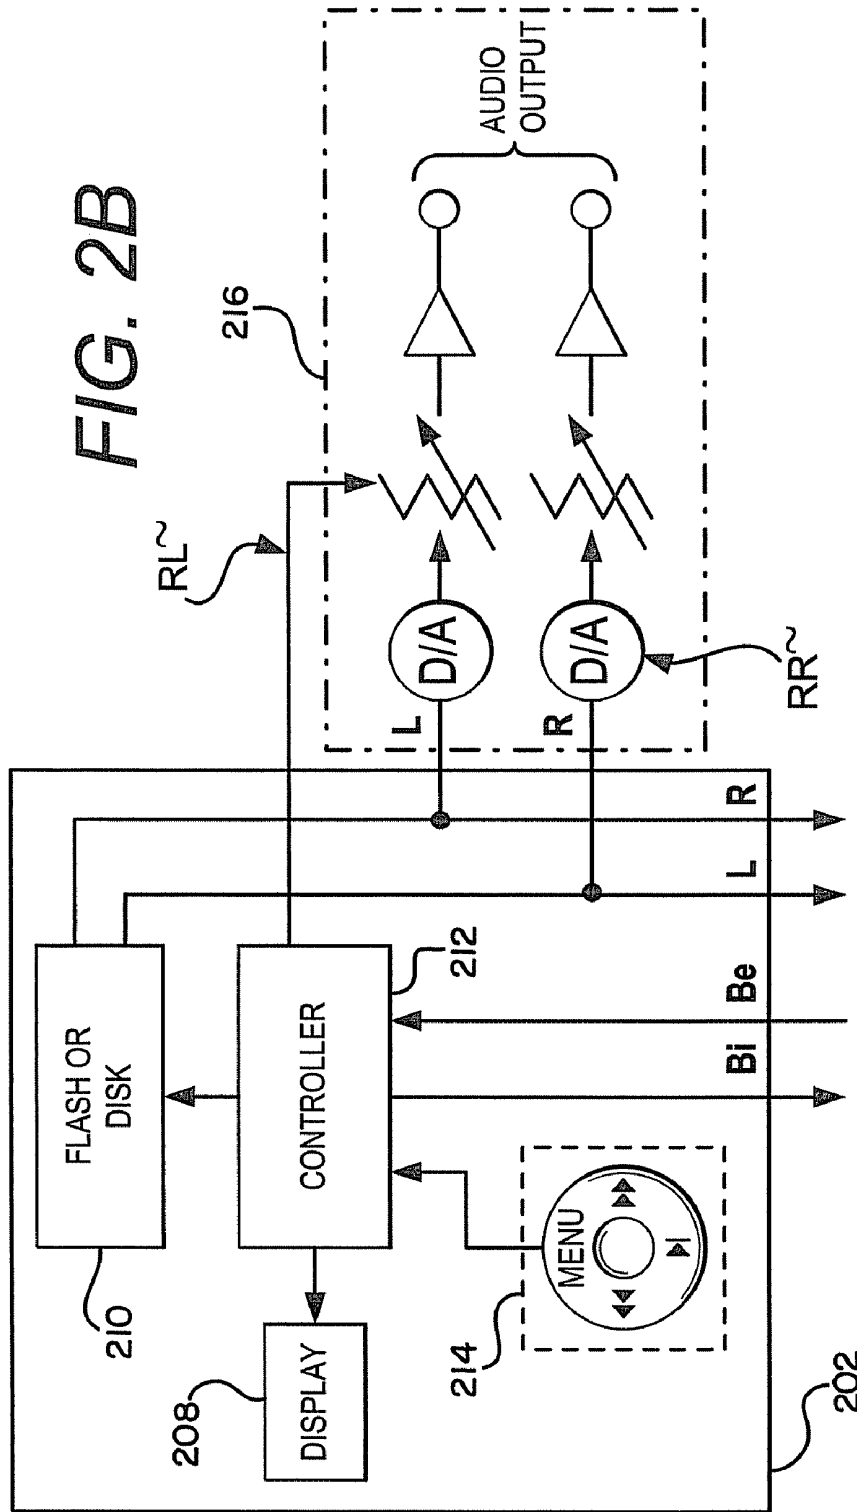 FIG. 2B
216
AUDIO
OUTPUT
RL~
D/A
D/A
RR~
L
R
R
L
Be
Bi
FLASH OR
DISK
210
CONTROLLER
212
DISPLAY
208
MENU
214
202